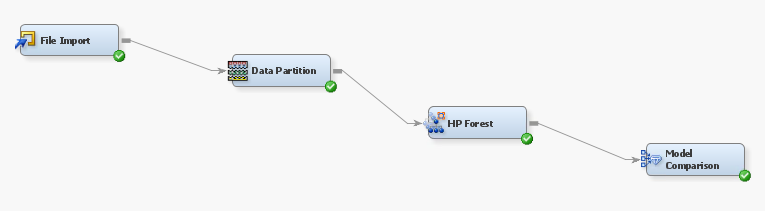 File Import
Data Partition
HP Forest
Model
Comparison